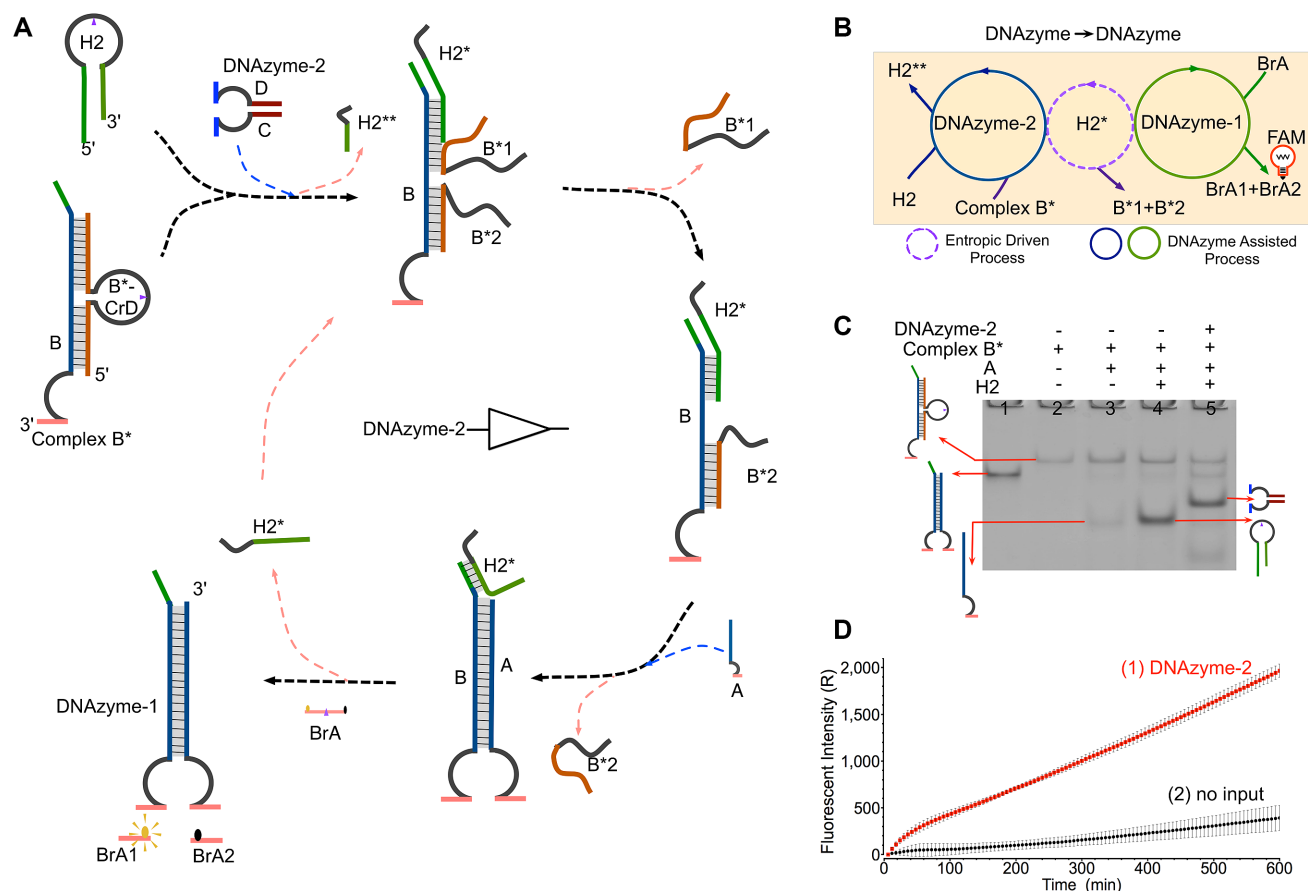 A
H2
3'
5'
DNAzyme-2
D
C
H2**
H2*
B*1
B
B*2
B*1
B*-
CrD
B
5'
3'
Complex B*
H2*
B
B*2
DNAzyme-2
H2*
3'
H2*
B
A
A
DNAzyme-1
BrA
B*2
BrA1
BrA2
B
DNAzyme → DNAzyme
H2**
BrA
DNAzyme-2
H2*
DNAzyme-1
FAM
H2
Complex B*
B*1+B*2
BrA1+BrA2
Entropic Driven
Process
DNAzyme Assisted
Process
C
DNAzyme-2 - - - +
Complex B* + + + +
A - + + +
H2 - - + +
1 2 3 4 5
D
Fluorescent Intensity (R)
2,000
1,500
1,000
500
0
(1) DNAzyme-2
(2) no input
0 100 200 300 400 500 600
Time (min)